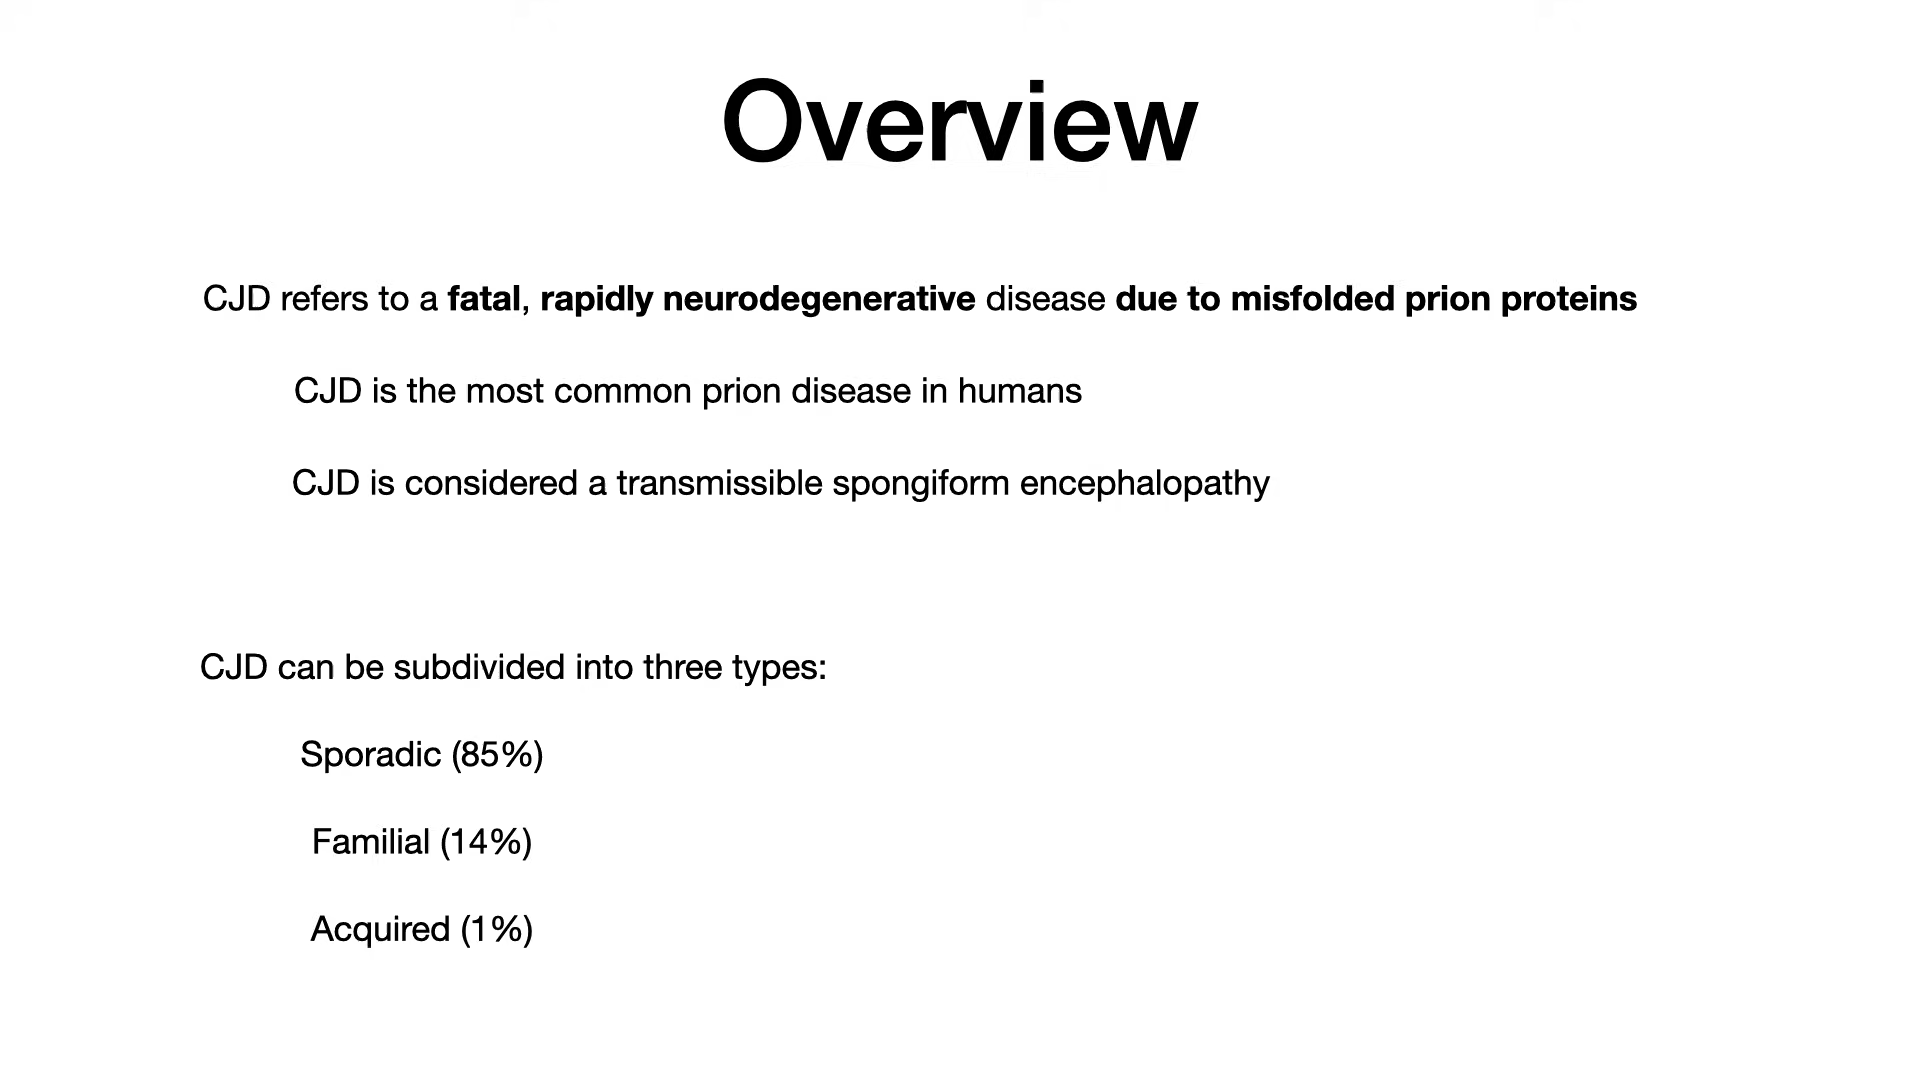 Overview
CJD refers to a fatal, rapidly neurodegenerative disease due to misfolded prion proteins
CJD is the most common prion disease in humans
CJD is considered a transmissible spongiform encephalopathy
CJD can be subdivided into three types:
Sporadic (85%)
Familial (14%)
Acquired (1%)